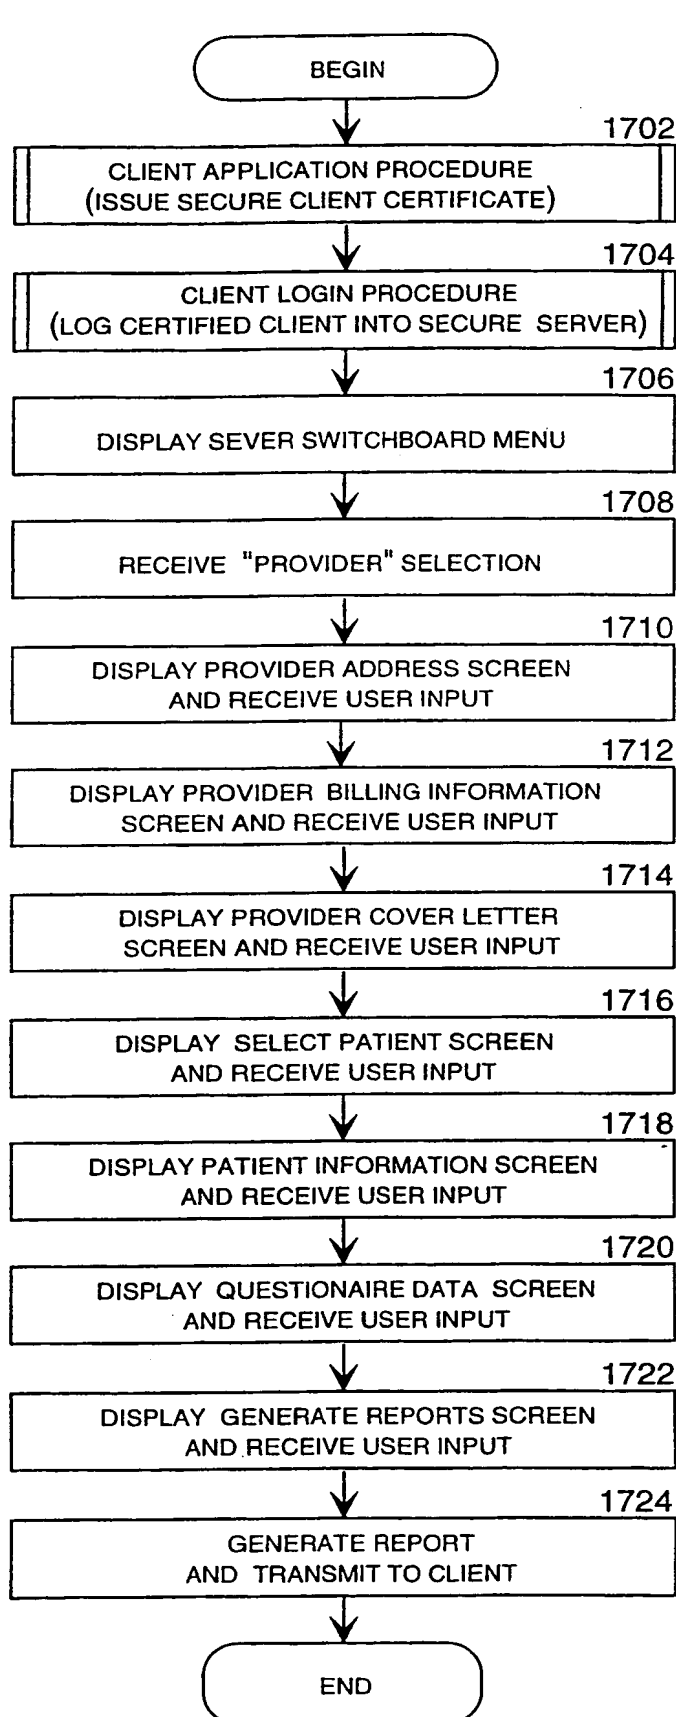 BEGIN
1702
CLIENT APPLICATION PROCEDURE
(ISSUE SECURE CLIENT CERTIFICATE)
1704
CLIENT LOGIN PROCEDURE
(LOG CERTIFIED CLIENT INTO SECURE SERVER)
1706
DISPLAY SEVER SWITCHBOARD MENU
1708
RECEIVE "PROVIDER" SELECTION
1710
DISPLAY PROVIDER ADDRESS SCREEN
AND RECEIVE USER INPUT
1712
DISPLAY PROVIDER BILLING INFORMATION
SCREEN AND RECEIVE USER INPUT
1714
DISPLAY PROVIDER COVER LETTER
SCREEN AND RECEIVE USER INPUT
1716
DISPLAY SELECT PATIENT SCREEN
AND RECEIVE USER INPUT
1718
DISPLAY PATIENT INFORMATION SCREEN
AND RECEIVE USER INPUT
1720
DISPLAY QUESTIONAIRE DATA SCREEN
AND RECEIVE USER INPUT
1722
DISPLAY GENERATE REPORTS SCREEN
AND RECEIVE USER INPUT
1724
GENERATE REPORT
AND TRANSMIT TO CLIENT
END